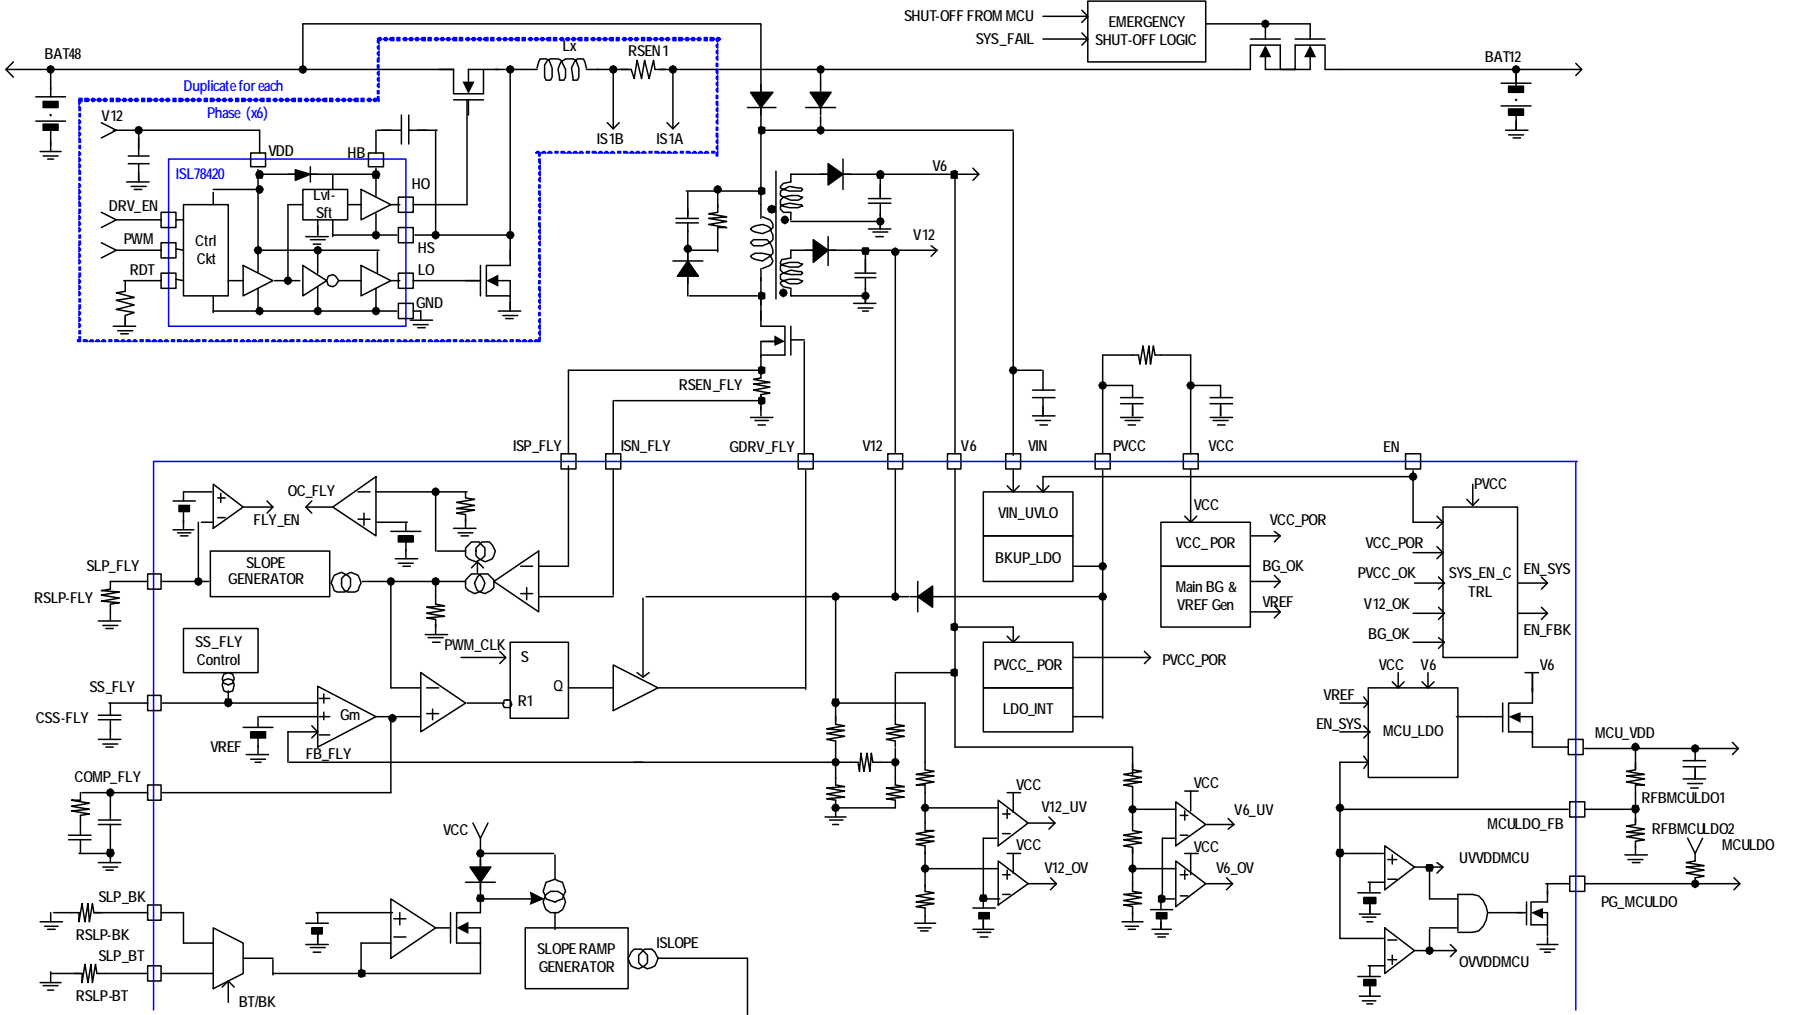 SHUT-OFF FROM MCU
EMERGENCY
SHUT-OFF LOGIC
SYS_FAIL
BAT48
Lx
RSEN1
BAT12
Duplicate for each
Phase (x6)
V12
IS1B
IS1A
VDD
HB
ISL78420
HO
Lvl-
Sft
DRV_EN
PWM
Ctrl
Ckt
HS
RDT
LO
GND
V6
V12
RSEN_FLY
ISP_FLY
ISN_FLY
GDRV_FLY
V12
V6
VIN
PVCC
VCC
EN
OC_FLY
FLY_EN
+
−
−
+
SLP_FLY
RSLP-FLY
SLOPE
GENERATOR
−
+
VIN_UVLO
BKUP_LDO
VCC
VCC_POR
Main BG &
VREF Gen
VCC_POR
BG_OK
VREF
PVCC
VCC_POR
PVCC_OK
V12_OK
BG_OK
SYS_EN_C
TRL
EN_SYS
EN_FBK
SS_FLY
Control
PWM_CLK
S
Q
R1
PVCC_POR
LDO_INT
PVCC_POR
SS_FLY
CSS-FLY
+
+
−
Gm
VREF
FB_FLY
−
+
VCC
V6
V6
VREF
EN_SYS
MCU_LDO
MCU_VDD
COMP_FLY
VCC
+
−
V12_UV
VCC
+
−
V12_OV
VCC
+
−
V6_UV
VCC
+
−
V6_OV
RFBMCULDO1
MCULDO_FB
RFBMCULDO2
MCULDO
+
−
UVVDDMCU
PG_MCULDO
−
+
OVVDDMCU
VCC
SLP_BK
RSLP-BK
SLP_BT
RSLP-BT
BT/BK
+
−
SLOPE RAMP
GENERATOR
ISLOPE